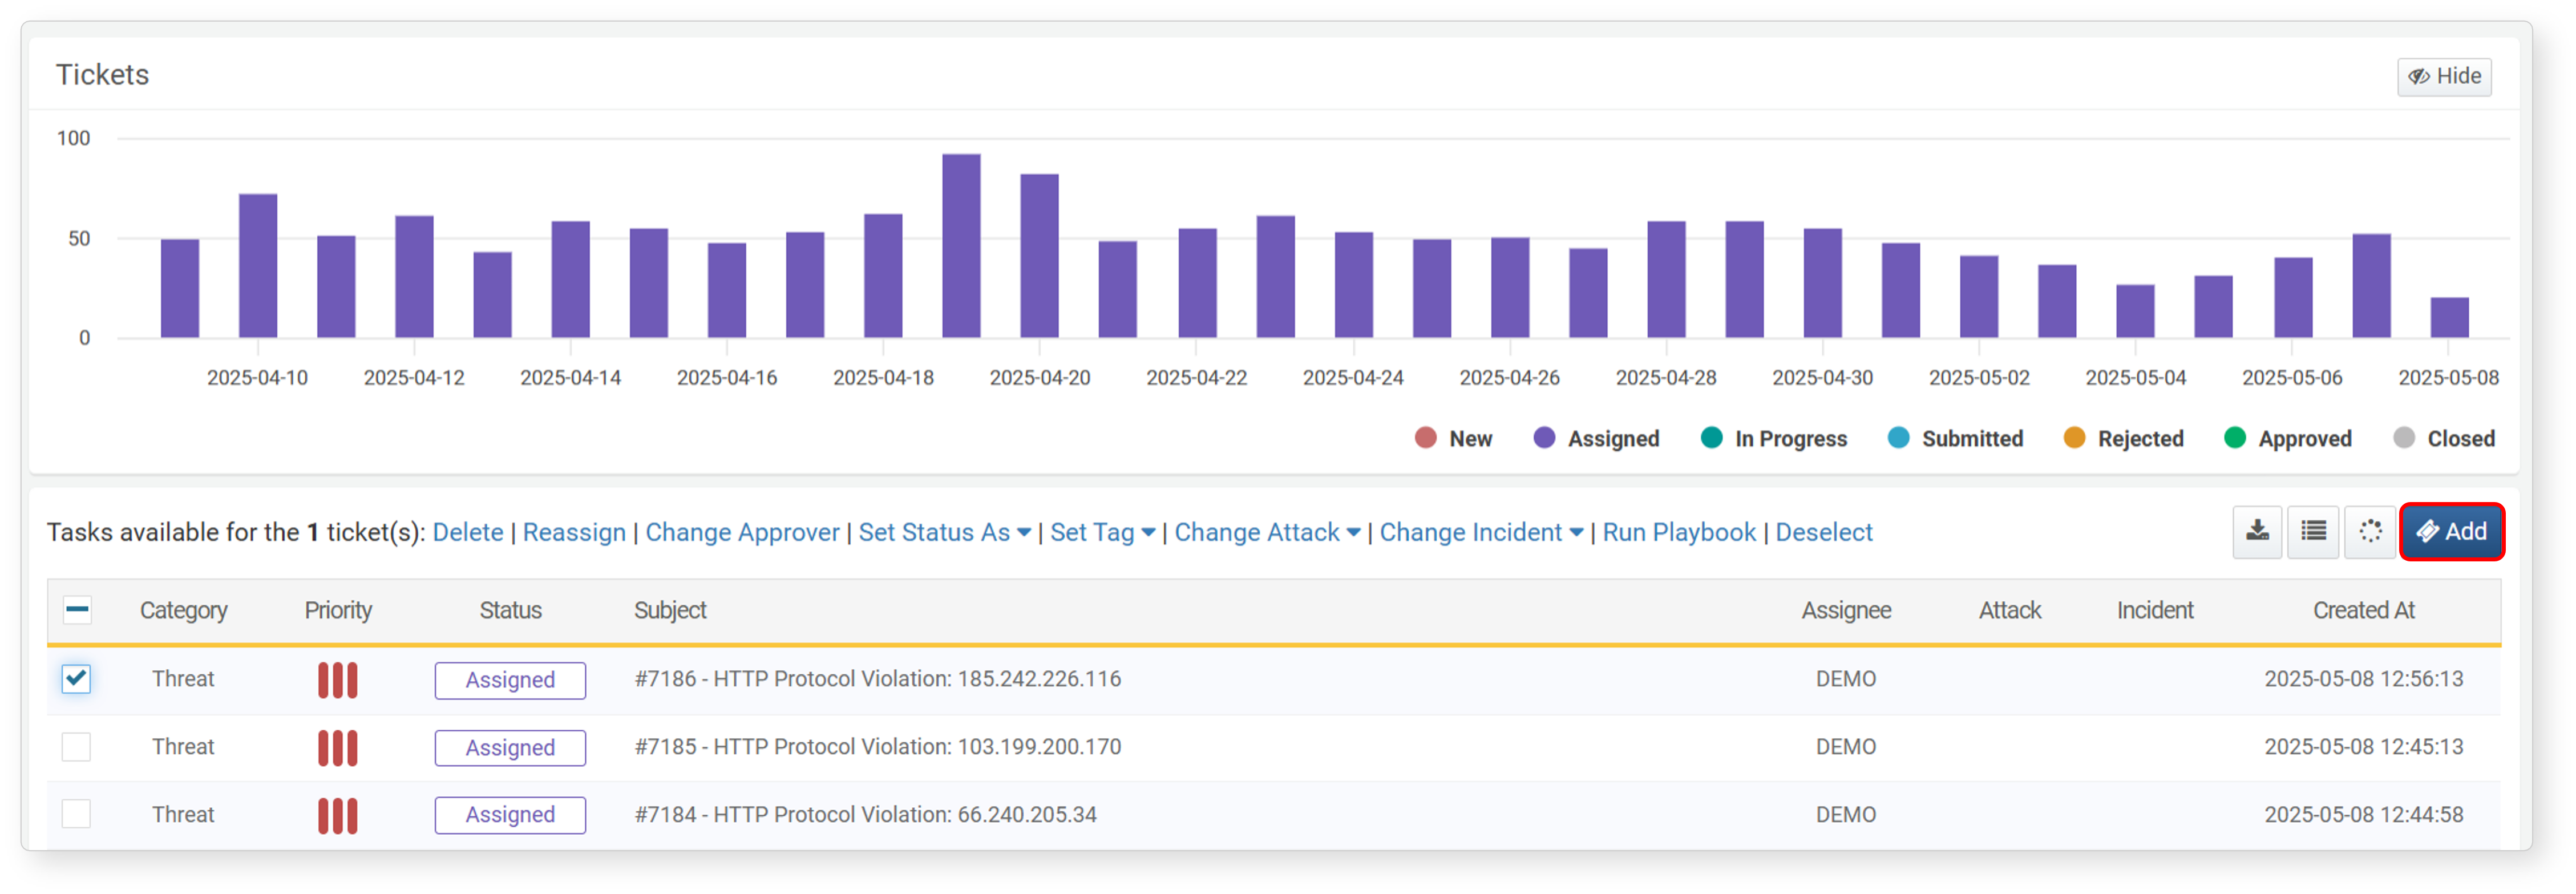 Tickets
Hide
100
50
0
2025-04-10 2025-04-12 2025-04-14 2025-04-16 2025-04-18 2025-04-20 2025-04-22 2025-04-24 2025-04-26 2025-04-28 2025-04-30 2025-05-02 2025-05-04 2025-05-06 2025-05-08
New Assigned In Progress Submitted Rejected Approved Closed
Tasks available for the 1 ticket(s): Delete | Reassign | Change Approver | Set Status As | Set Tag | Change Attack | Change Incident | Run Playbook | Deselect
Add
Category Priority Status Subject Assignee Attack Incident Created At
Threat Assigned #7186 - HTTP Protocol Violation: 185.242.226.116 DEMO 2025-05-08 12:56:13
Threat Assigned #7185 - HTTP Protocol Violation: 103.199.200.170 DEMO 2025-05-08 12:45:13
Threat Assigned #7184 - HTTP Protocol Violation: 66.240.205.34 DEMO 2025-05-08 12:44:58